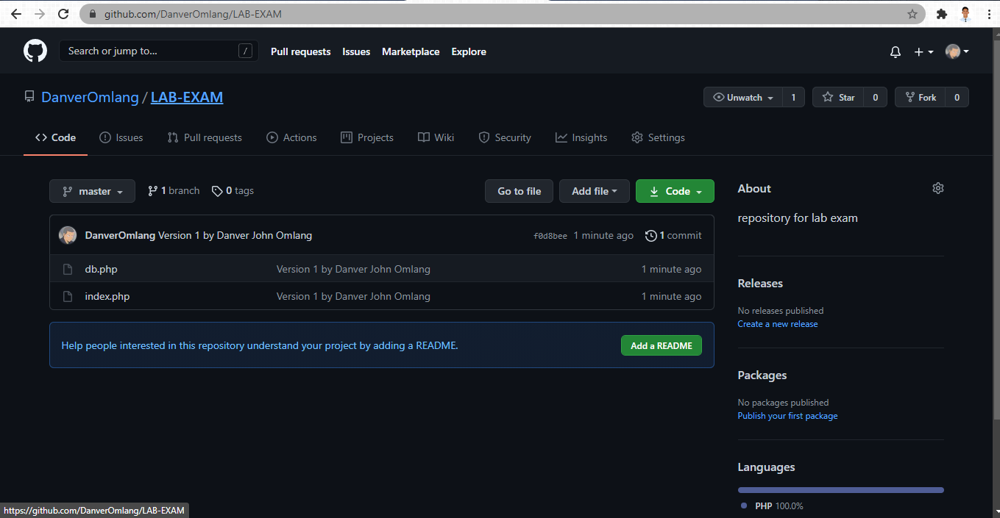 github.com/DanverOmlang/LAB-EXAM
Search or jump to... /
Pull requests Issues Marketplace Explore
DanverOmlang / LAB-EXAM
Unwatch 1 Star 0 Fork 0
Code Issues Pull requests Actions Projects Wiki Security Insights Settings
master 1 branch 0 tags Go to file Add file Code
DanverOmlang Version 1 by Danver John Omlang f0d8bee 1 minute ago 1 commit
db.php Version 1 by Danver John Omlang 1 minute ago
index.php Version 1 by Danver John Omlang 1 minute ago
Help people interested in this repository understand your project by adding a README. Add a README
About
repository for lab exam
Releases
No releases published
Create a new release
Packages
No packages published
Publish your first package
Languages
PHP 100.0%
https://github.com/DanverOmlang/LAB-EXAM